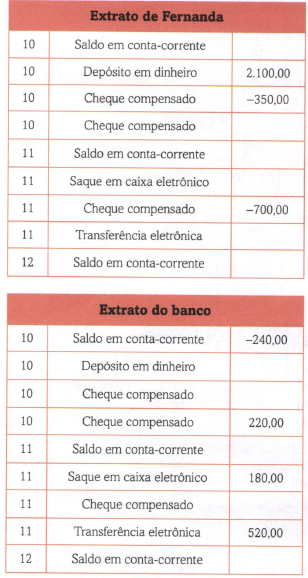 Extrato de Fernanda
10 Saldo em conta-corrente
10 Depósito em dinheiro 2.100,00
10 Cheque compensado –350,00
10 Cheque compensado
11 Saldo em conta-corrente
11 Saque em caixa eletrônico
11 Cheque compensado –700,00
11 Transferência eletrônica
12 Saldo em conta-corrente
Extrato do banco
10 Saldo em conta-corrente –240,00
10 Depósito em dinheiro
10 Cheque compensado
10 Cheque compensado 220,00
11 Saldo em conta-corrente
11 Saque em caixa eletrônico 180,00
11 Cheque compensado
11 Transferência eletrônica 520,00
12 Saldo em conta-corrente